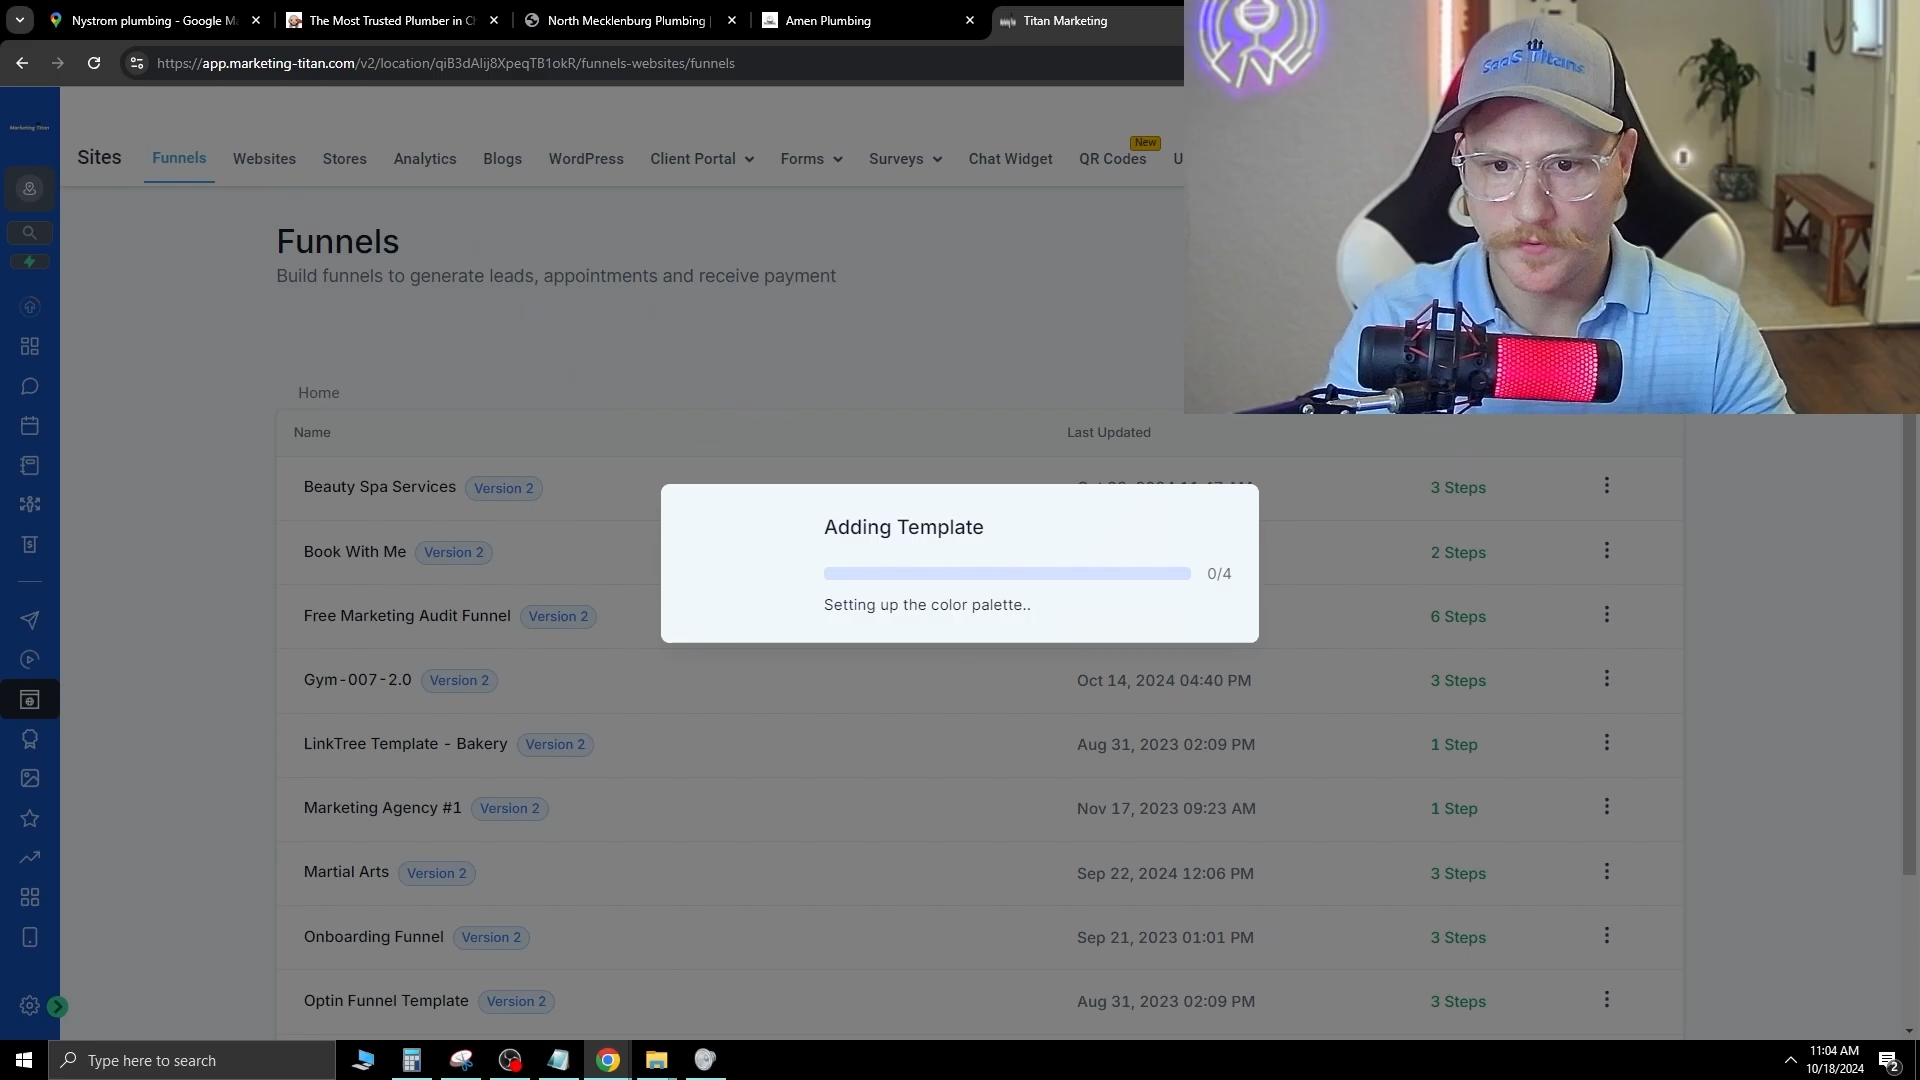 Nystrom plumbing - Google Ma
The Most Trusted Plumber in Ch
North Mecklenburg Plumbing |
Amen Plumbing
Titan Marketing
https://app.marketing-titan.com/v2/location/qiB3dAlij8XpeqTB1okR/funnels-websites/funnels
SaaS Titans
Marketing Titan
New
Sites
Funnels
Websites
Stores
Analytics
Blogs
WordPress
Client Portal
Forms
Surveys
Chat Widget
QR Codes
U
Funnels
Build funnels to generate leads, appointments and receive payment
Home
Name
Last Updated
Beauty Spa Services
Version 2
3 Steps
Book With Me
Version 2
2 Steps
Adding Template
0/4
Setting up the color palette..
Free Marketing Audit Funnel
Version 2
6 Steps
Gym-007-2.0
Version 2
Oct 14, 2024 04:40 PM
3 Steps
LinkTree Template - Bakery
Version 2
Aug 31, 2023 02:09 PM
1 Step
Marketing Agency #1
Version 2
Nov 17, 2023 09:23 AM
1 Step
Martial Arts
Version 2
Sep 22, 2024 12:06 PM
3 Steps
Onboarding Funnel
Version 2
Sep 21, 2023 01:01 PM
3 Steps
Optin Funnel Template
Version 2
Aug 31, 2023 02:09 PM
3 Steps
Type here to search
11:04 AM
10/18/2024
2